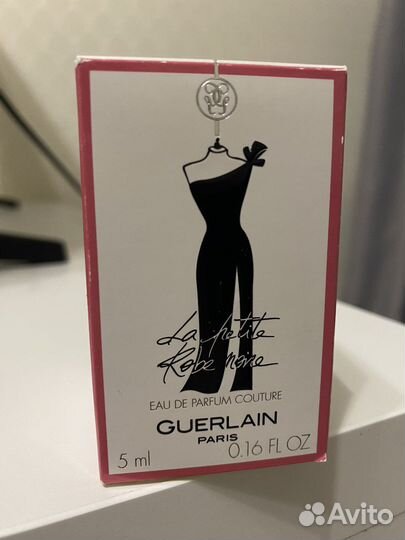 La petite
Robe noire
EAU DE PARFUM COUTURE
GUERLAIN
PARIS
5 ml
0.16 FL OZ
Avito